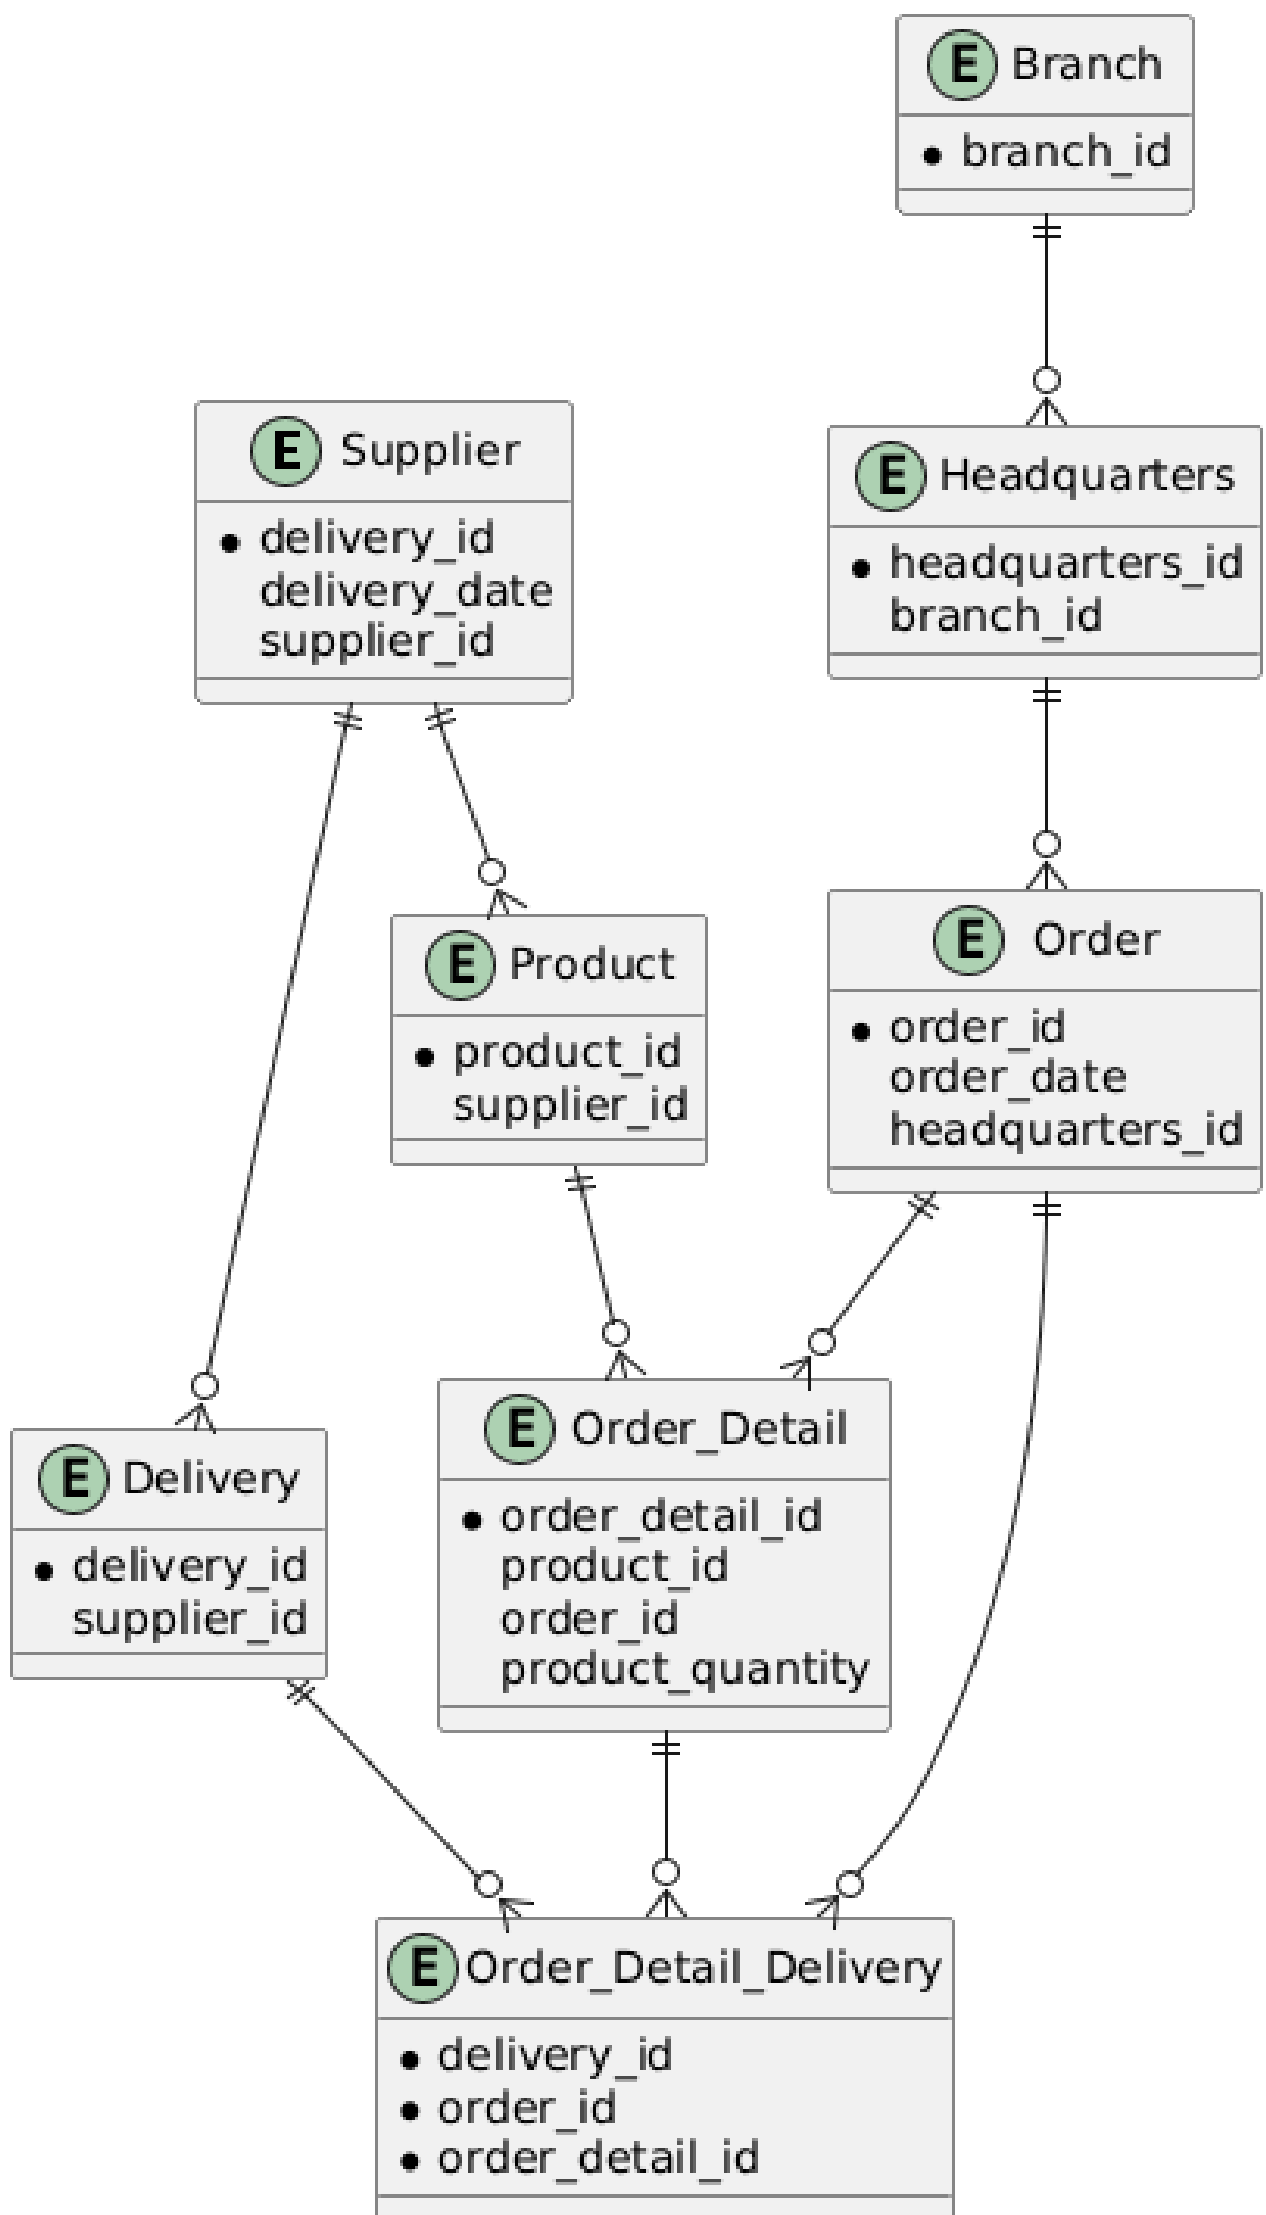 E Branch
branch_id
E Supplier
delivery_id
delivery_date
supplier_id
E Headquarters
headquarters_id
branch_id
E Product
product_id
supplier_id
E Order
order_id
order_date
headquarters_id
E Delivery
delivery_id
supplier_id
E Order_Detail
order_detail_id
product_id
order_id
product_quantity
E Order_Detail_Delivery
delivery_id
order_id
order_detail_id